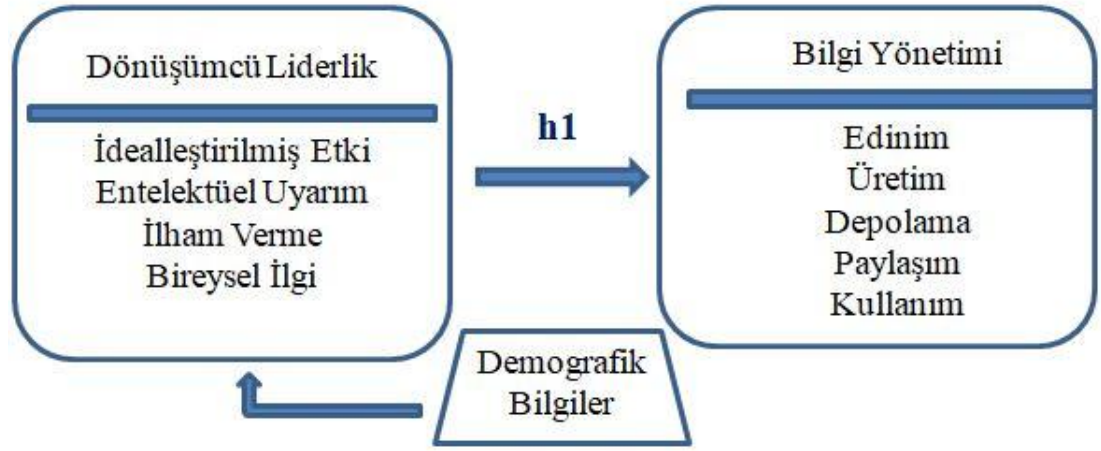 Dönüşümcü Liderlik
İdealleştirilmiş Etki
Entelektüel Uyarım
İlham Verme
Bireysel İlgi
h1
Bilgi Yönetimi
Edinim
Üretim
Depolama
Paylaşım
Kullanım
Demografik
Bilgiler